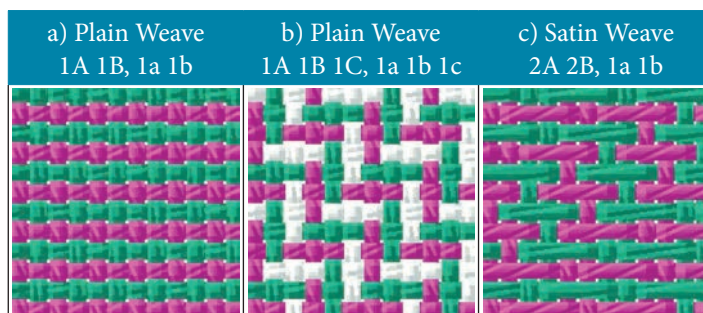 a) Plain Weave
1A 1B, 1a 1b
b) Plain Weave
1A 1B 1C, 1a 1b 1c
c) Satin Weave
2A 2B, 1a 1b